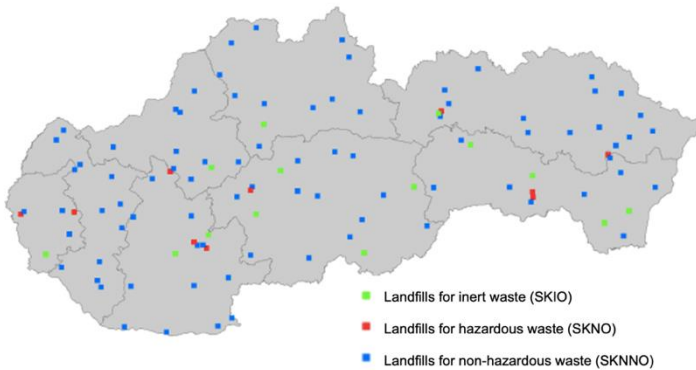 Landfills for inert waste (SKIO)
Landfills for hazardous waste (SKNO)
Landfills for non-hazardous waste (SKNNO)